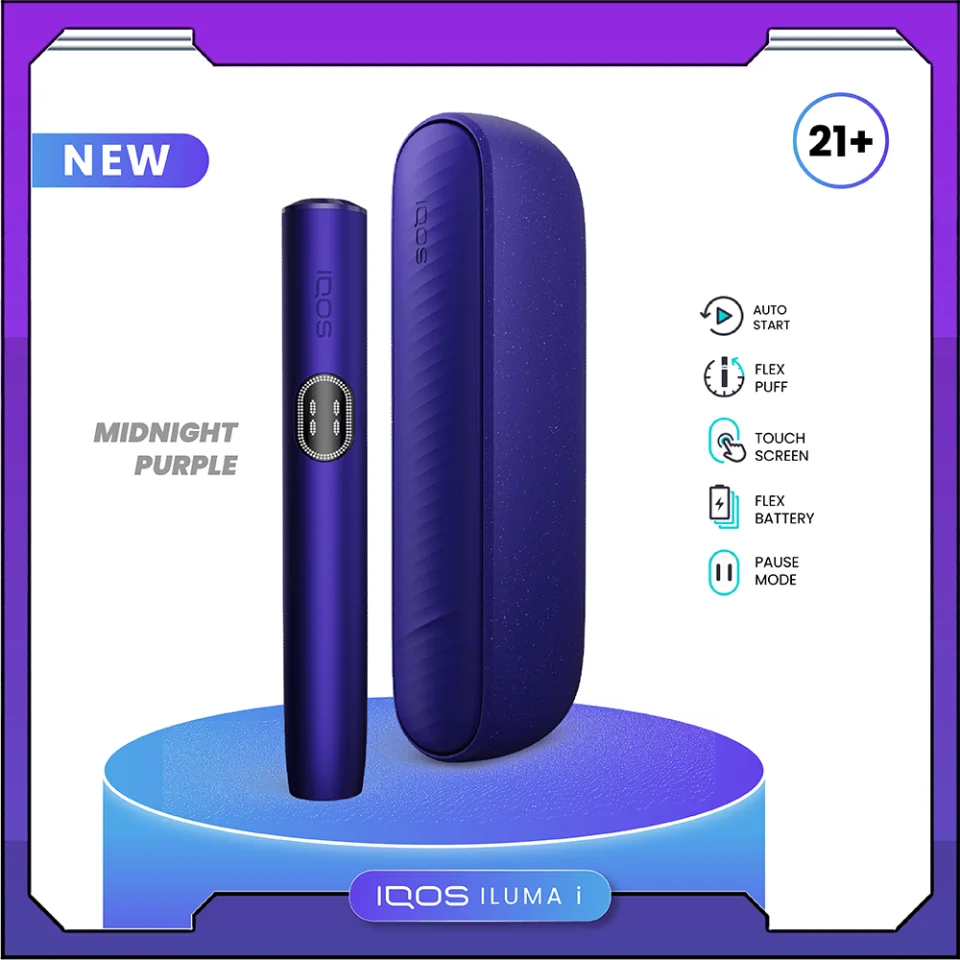 NEW
21+
IQOS
IQOS
AUTO
START
FLEX
PUFF
TOUCH
SCREEN
FLEX
BATTERY
PAUSE
MODE
MIDNIGHT
PURPLE
IQOS ILUMA i